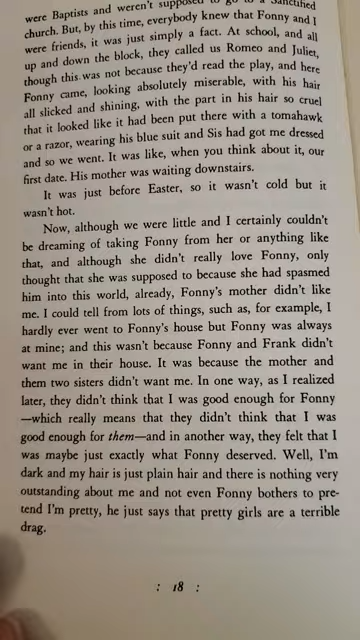 were Baptists and weren't supposed to go to a Sanctified
church. But, by this time, everybody knew that Fonny and I
were friends, it was just simply a fact. At school, and all
up and down the block, they called us Romeo and Juliet,
though this was not because they'd read the play, and here
Fonny came, looking absolutely miserable, with his hair
all slicked and shining, with the part in his hair so cruel
that it looked like it had been put there with a tomahawk
or a razor, wearing his blue suit and Sis had got me dressed
and so we went. It was like, when you think about it, our
first date. His mother was waiting downstairs.
It was just before Easter, so it wasn't cold but it
wasn't hot.
Now, although we were little and I certainly couldn't
be dreaming of taking Fonny from her or anything like
that, and although she didn't really love Fonny, only
thought that she was supposed to because she had spasmed
him into this world, already, Fonny's mother didn't like
me. I could tell from lots of things, such as, for example, I
hardly ever went to Fonny's house but Fonny was always
at mine; and this wasn't because Fonny and Frank didn't
want me in their house. It was because the mother and
them two sisters didn't want me. In one way, as I realized
later, they didn't think that I was good enough for Fonny
—which really means that they didn't think that I was
good enough for them—and in another way, they felt that I
was maybe just exactly what Fonny deserved. Well, I'm
dark and my hair is just plain hair and there is nothing very
outstanding about me and not even Fonny bothers to pre-
tend I'm pretty, he just says that pretty girls are a terrible
drag.
: 18 :